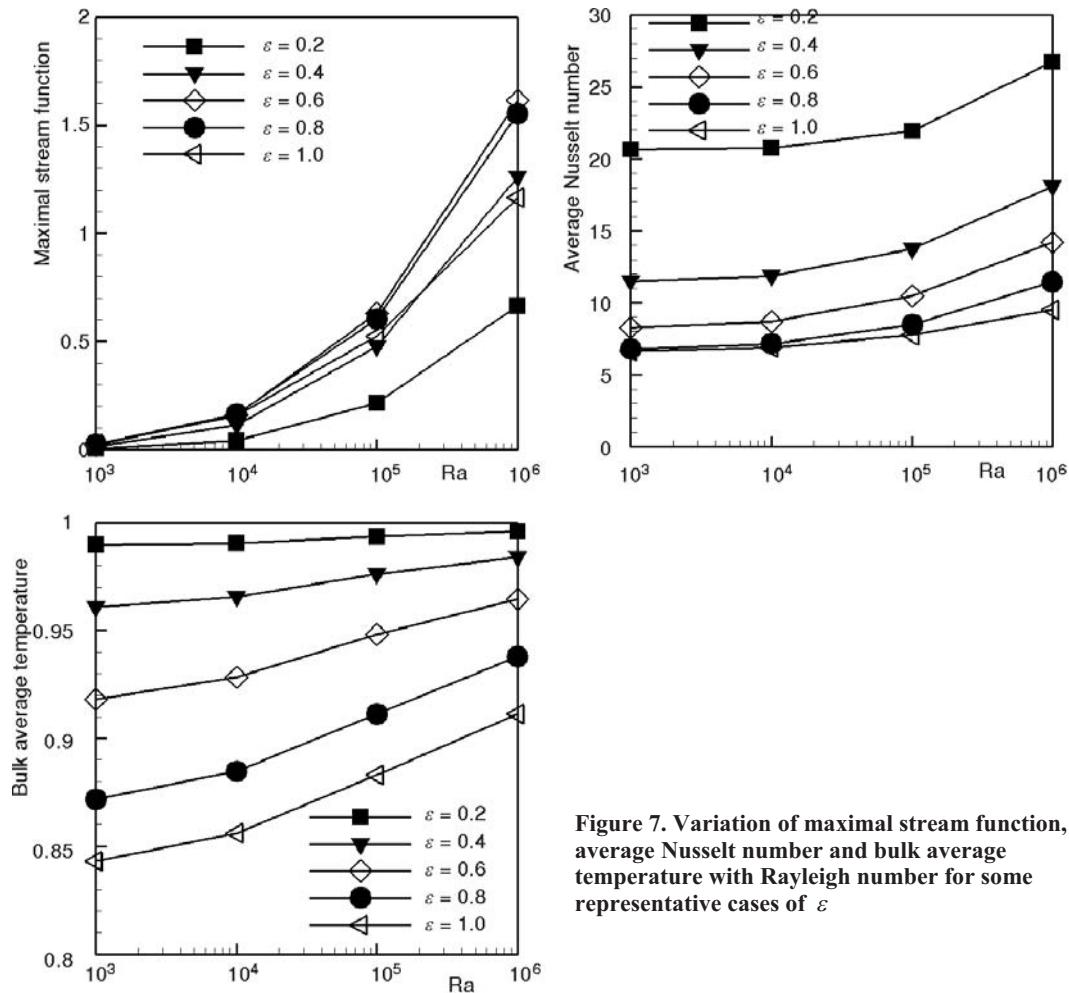 Maximal stream function
2
1.5
1
0.5
0
ε = 0.2
ε = 0.4
ε = 0.6
ε = 0.8
ε = 1.0
10³
10⁴
10⁵
10⁶
Ra
Average Nusselt number
30
25
20
15
10
5
0
ε = 0.2
ε = 0.4
ε = 0.6
ε = 0.8
ε = 1.0
10³
10⁴
10⁵
10⁶
Ra
Bulk average temperature
1
0.95
0.9
0.85
0.8
ε = 0.2
ε = 0.4
ε = 0.6
ε = 0.8
ε = 1.0
10³
10⁴
10⁵
10⁶
Ra
Figure 7. Variation of maximal stream function,
average Nusselt number and bulk average
temperature with Rayleigh number for some
representative cases of ε